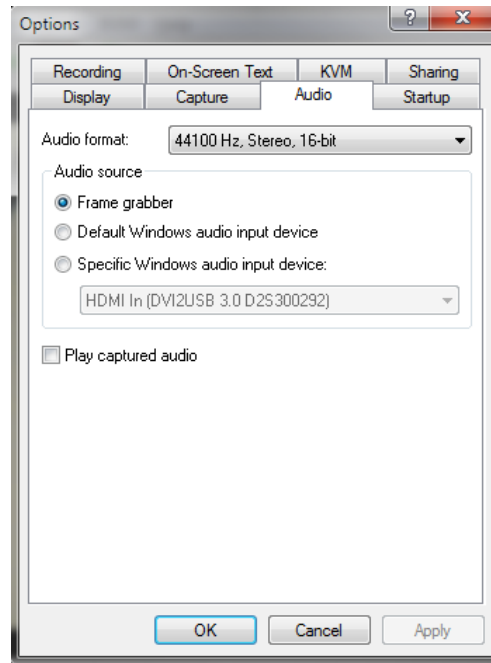 Options
?
Recording On-Screen Text KVM Sharing
Display Capture Audio Startup
Audio format: 44100 Hz, Stereo, 16-bit
Audio source
Frame grabber
Default Windows audio input device
Specific Windows audio input device:
HDMI In (DVI2USB 3.0 D2S300292)
Play captured audio
OK Cancel Apply